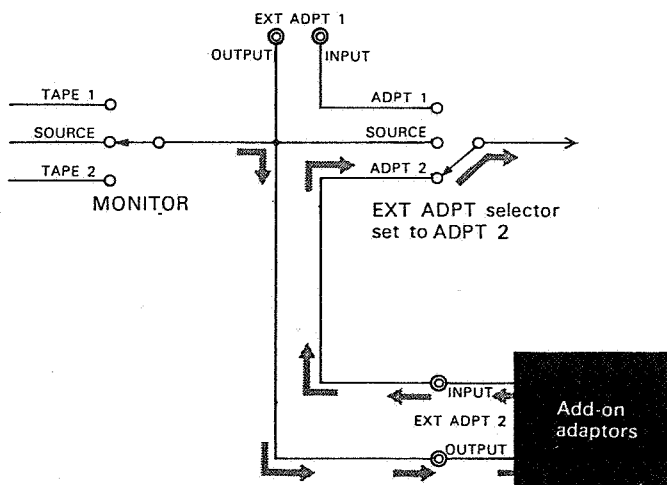 EXT ADPT 1
OUTPUT
INPUT
TAPE 1
ADPT 1
SOURCE
SOURCE
TAPE 2
ADPT 2
MONITOR
EXT ADPT selector
set to ADPT 2
INPUT
EXT ADPT 2
OUTPUT
Add-on
adaptors